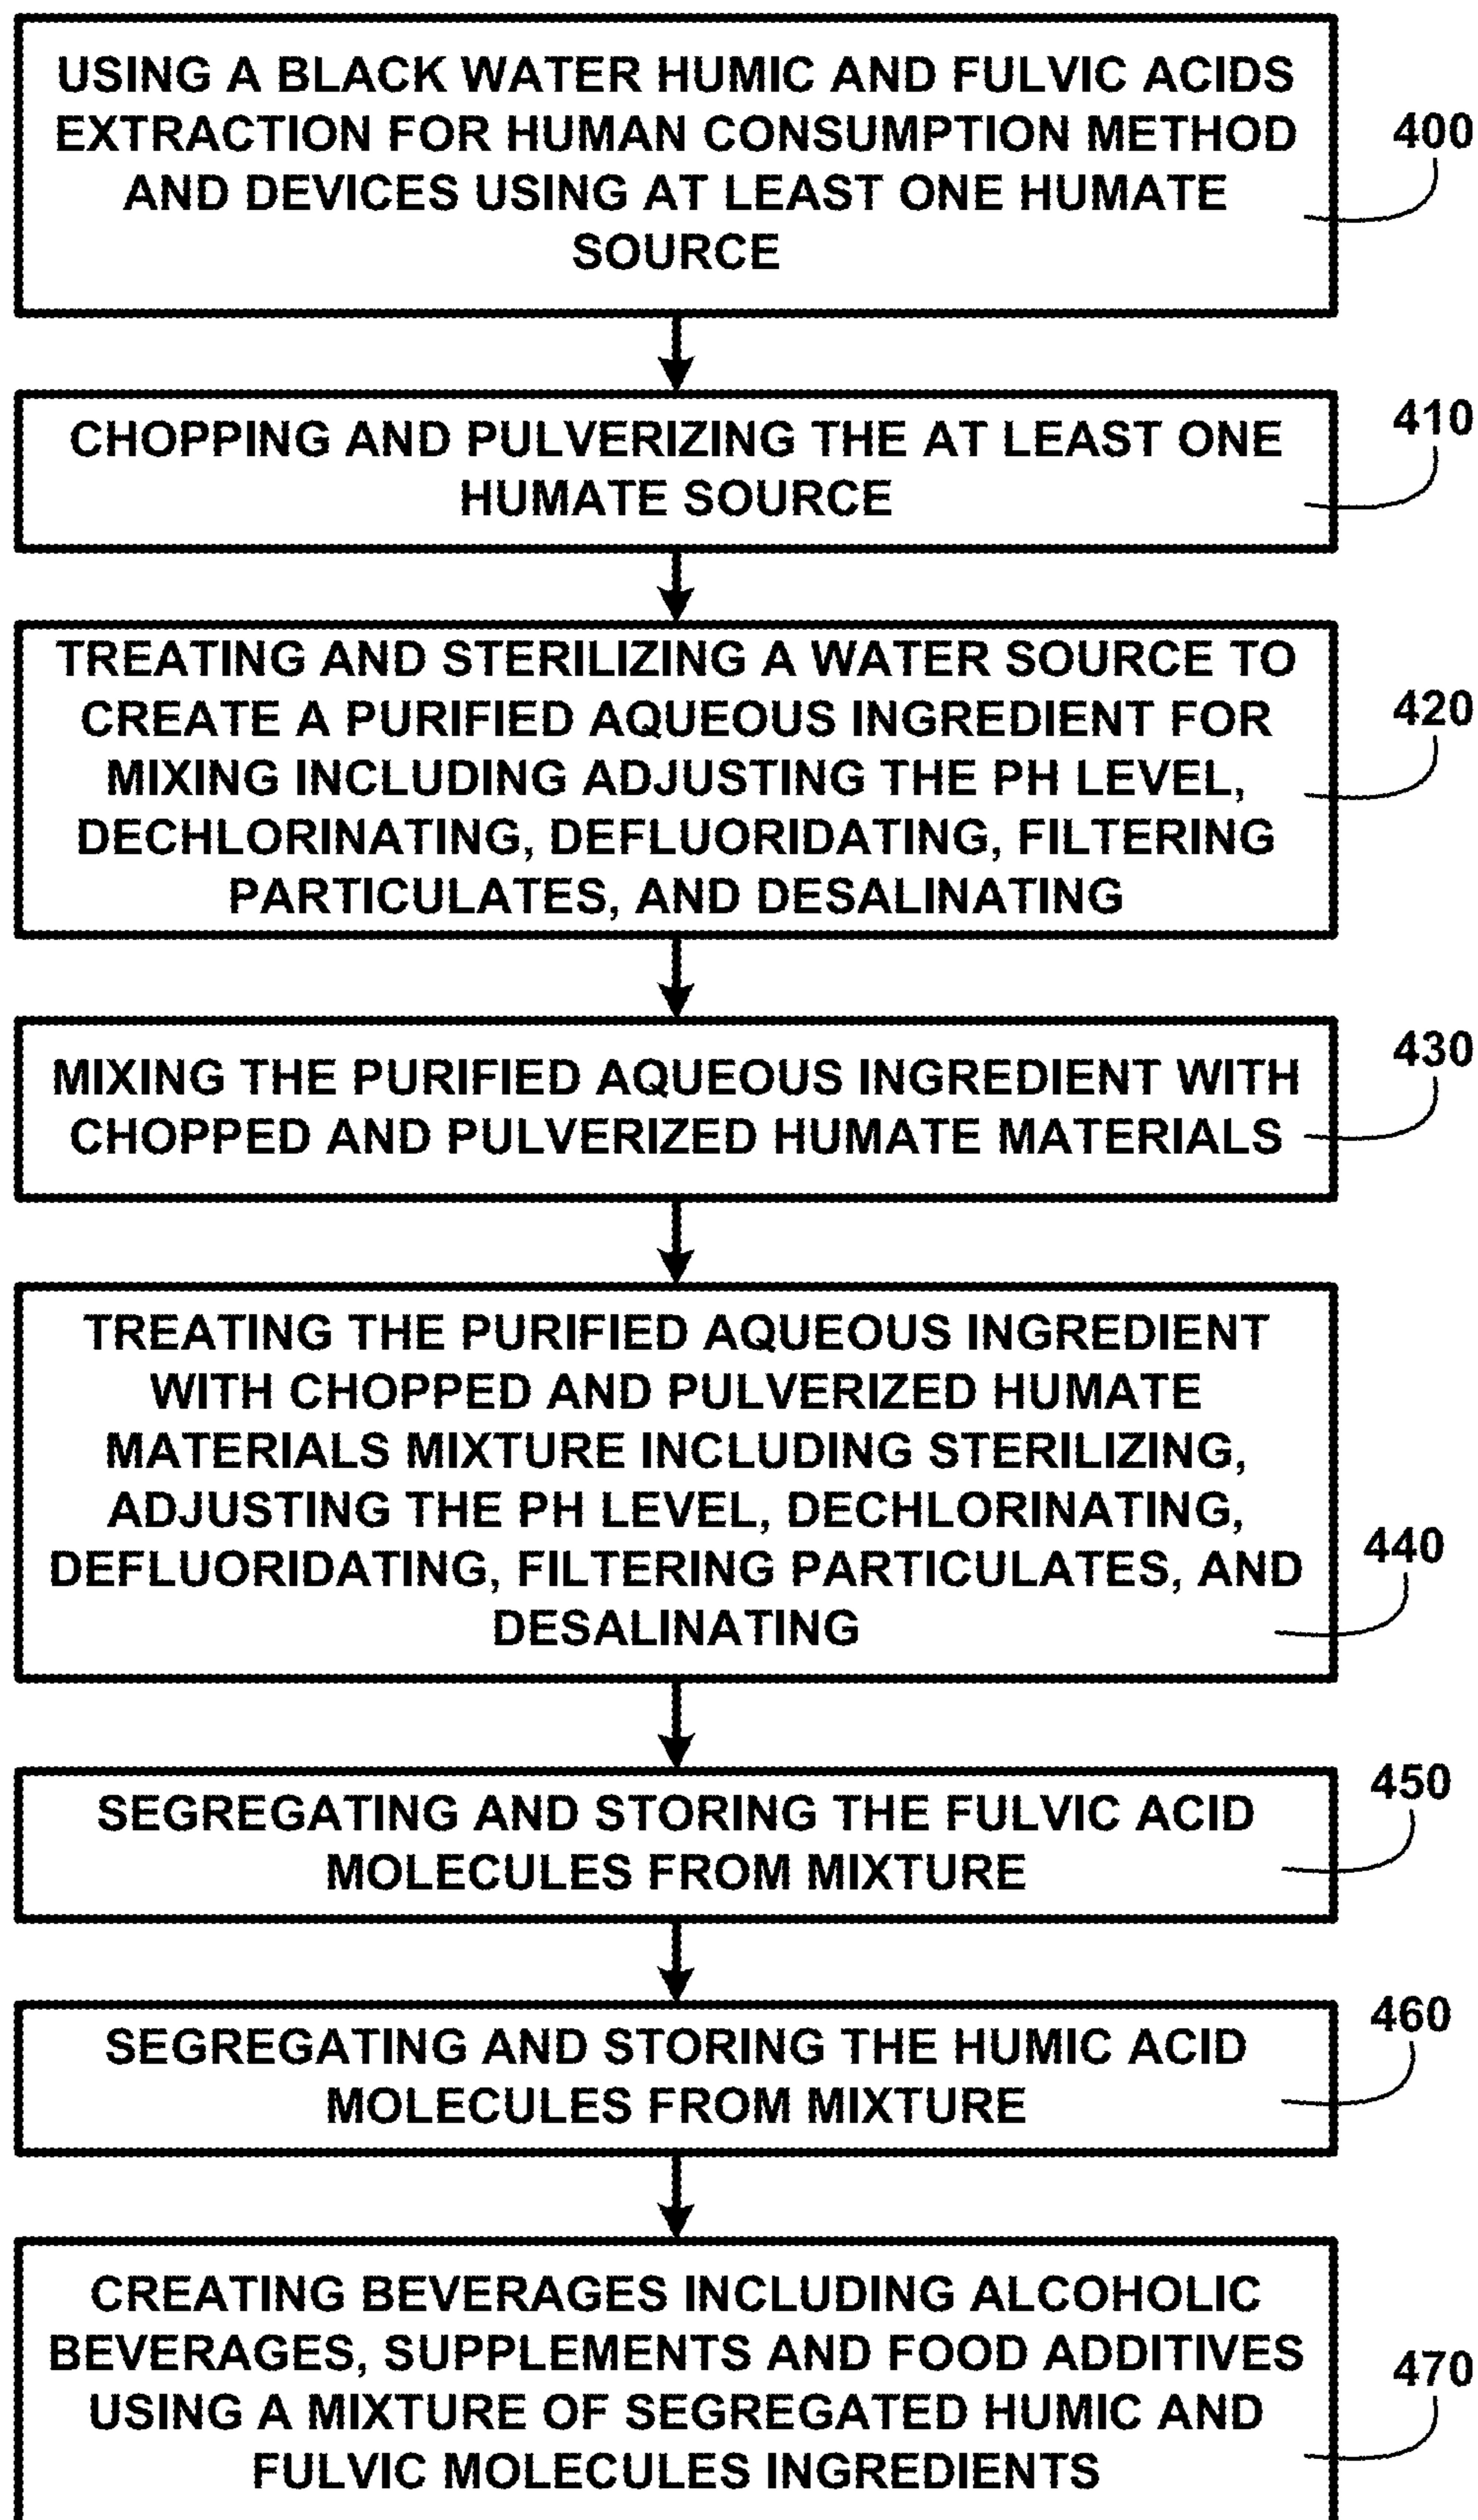 USING A BLACK WATER HUMIC AND FULVIC ACIDS
EXTRACTION FOR HUMAN CONSUMPTION METHOD
AND DEVICES USING AT LEAST ONE HUMATE
SOURCE
400
CHOPPING AND PULVERIZING THE AT LEAST ONE
HUMATE SOURCE
410
TREATING AND STERILIZING A WATER SOURCE TO
CREATE A PURIFIED AQUEOUS INGREDIENT FOR
MIXING INCLUDING ADJUSTING THE PH LEVEL,
DECHLORINATING, DEFLUORIDATING, FILTERING
PARTICULATES, AND DESALINATING
420
MIXING THE PURIFIED AQUEOUS INGREDIENT WITH
CHOPPED AND PULVERIZED HUMATE MATERIALS
430
TREATING THE PURIFIED AQUEOUS INGREDIENT
WITH CHOPPED AND PULVERIZED HUMATE
MATERIALS MIXTURE INCLUDING STERILIZING,
ADJUSTING THE PH LEVEL, DECHLORINATING,
DEFLUORIDATING, FILTERING PARTICULATES, AND
DESALINATING
440
SEGREGATING AND STORING THE FULVIC ACID
MOLECULES FROM MIXTURE
450
SEGREGATING AND STORING THE HUMIC ACID
MOLECULES FROM MIXTURE
460
CREATING BEVERAGES INCLUDING ALCOHOLIC
BEVERAGES, SUPPLEMENTS AND FOOD ADDITIVES
USING A MIXTURE OF SEGREGATED HUMIC AND
FULVIC MOLECULES INGREDIENTS
470